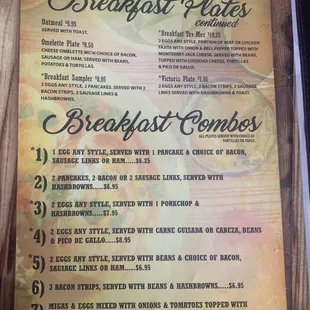 Breakfast Plates
continued
Oatmeal $5.95
SERVED WITH TOAST.
Omelette Plate $8.50
CHEESE OMELETTE WITH CHOICE OF BACON,
SAUSAGE OR HAM, SERVED WITH BEANS,
POTATOES & TORTILLAS.
*Breakfast Sampler $8.95
2 EGGS ANY STYLE, 2 PANCAKES, SERVED WITH 2
BACON STRIPS, 2 SAUSAGE LINKS &
HASHBROWNS.
*Breakfast Tex-Mex
2 EGGS ANY STYLE, PORTION OF BEEF OR CHICKEN
FAJITA WITH ONION & BELL PEPPER TOPPED WITH
MONTEREY JACK CHEESE, SERVED WITH BEANS,
TOPPED WITH CHEDDAR CHEESE, TORTILLAS
& PICO DE GALLO.
*Victoria Plate $7.95
2 EGGS ANY STYLE, 2 BACON STRIPS, 2 SAUSAGE
LINKS SERVED WITH HASHBROWNS & TOAST.
Breakfast Combos
ALL PLATES SERVED WITH CHOICE OF
TORTILLAS OR TOAST.
*1) 1 EGG ANY STYLE, SERVED WITH 1 PANCAKE & CHOICE OF BACON,
SAUSAGE LINKS OR HAM.....$6.25
2) 2 PANCAKES, 2 BACON OR 2 SAUSAGE LINKS, SERVED WITH
HASHBROWNS.....$6.95
*3) 2 EGGS ANY STYLE, SERVED WITH 1 PORKCHOP &
HASHBROWNS.....$7.95
*4) 2 EGGS ANY STYLE, SERVED WITH CARNE GUISADA OR CABEZA, BEANS
& PICO DE GALLO.....$8.95
*5) 2 EGGS ANY STYLE, SERVED WITH BEANS & CHOICE OF BACON,
SAUSAGE LINKS OR HAM.....$6.95
6) 3 BACON STRIPS, SERVED WITH BEANS & HASHBROWNS.....$6.95
MIGAS & EGGS MIXED WITH ONIONS & TOMATOES TOPPED WITH